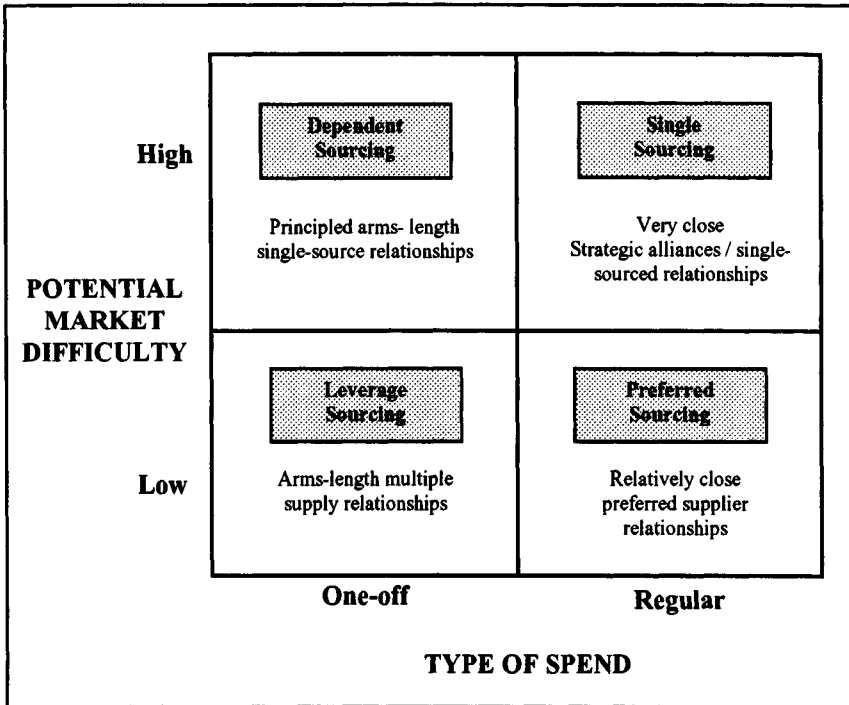 High
Dependent
Sourcing
Principled arms- length
single-source relationships
Single
Sourcing
Very close
Strategic alliances / single-
sourced relationships
POTENTIAL
MARKET
DIFFICULTY
Low
Leverage
Sourcing
Arms-length multiple
supply relationships
Preferred
Sourcing
Relatively close
preferred supplier
relationships
One-off
Regular
TYPE OF SPEND